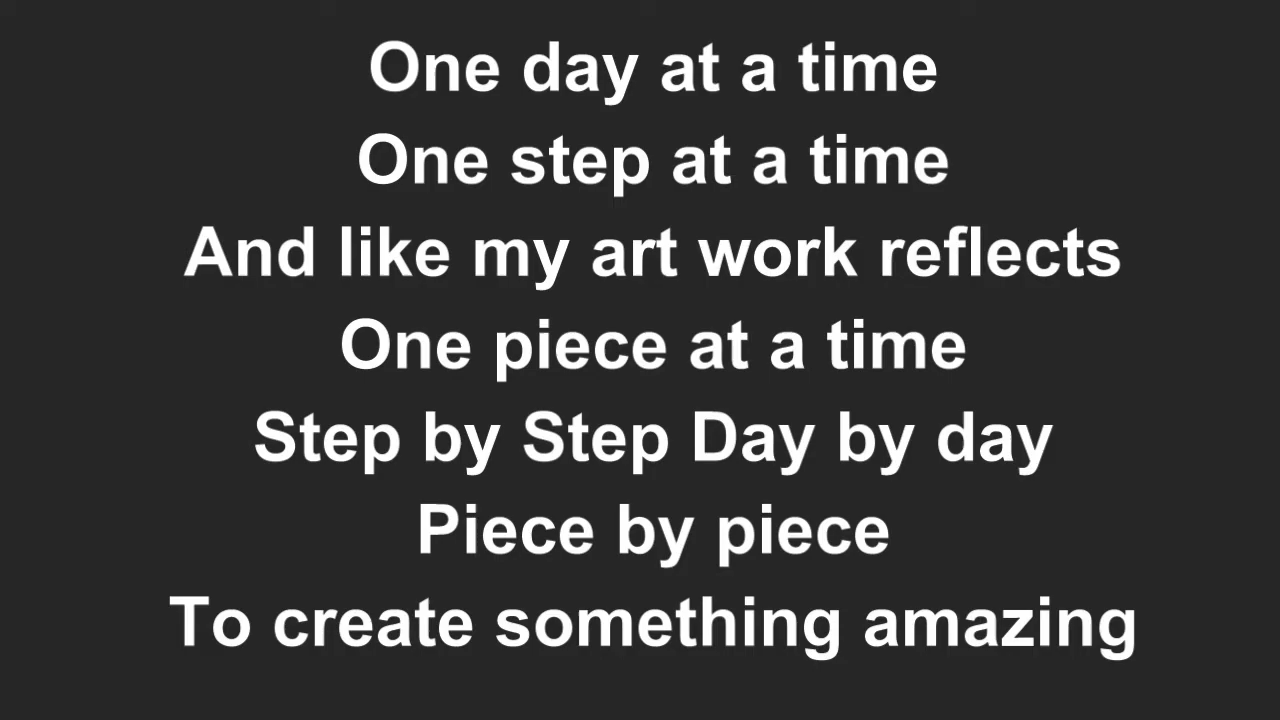 One day at a time
One step at a time
And like my art work reflects
One piece at a time
Step by Step Day by day
Piece by piece
To create something amazing